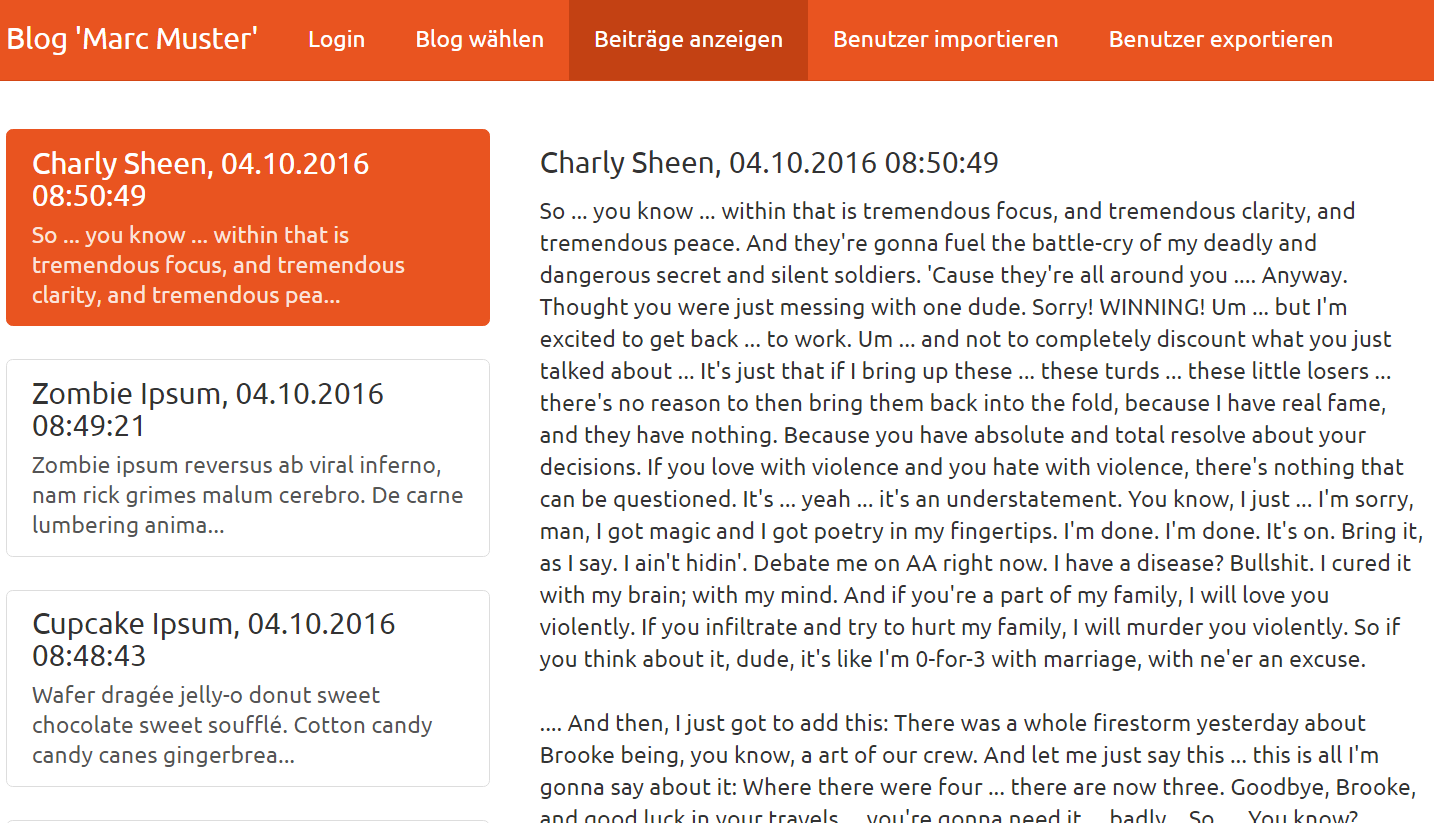 Blog 'Marc Muster'
Login
Blog wählen
Beiträge anzeigen
Benutzer importieren
Benutzer exportieren
Charly Sheen, 04.10.2016
08:50:49
So ... you know ... within that is
tremendous focus, and tremendous
clarity, and tremendous pea...
Zombie Ipsum, 04.10.2016
08:49:21
Zombie ipsum reversus ab viral inferno,
nam rick grimes malum cerebro. De carne
lumbering anima...
Cupcake Ipsum, 04.10.2016
08:48:43
Wafer dragée jelly-o donut sweet
chocolate sweet soufflé. Cotton candy
candy canes gingerbrea...
Charly Sheen, 04.10.2016 08:50:49
So ... you know ... within that is tremendous focus, and tremendous clarity, and
tremendous peace. And they're gonna fuel the battle-cry of my deadly and
dangerous secret and silent soldiers. 'Cause they're all around you .... Anyway.
Thought you were just messing with one dude. Sorry! WINNING! Um ... but I'm
excited to get back ... to work. Um ... and not to completely discount what you just
talked about ... It's just that if I bring up these ... these turds ... these little losers ...
there's no reason to then bring them back into the fold, because I have real fame,
and they have nothing. Because you have absolute and total resolve about your
decisions. If you love with violence and you hate with violence, there's nothing that
can be questioned. It's ... yeah ... it's an understatement. You know, I just ... I'm sorry,
man, I got magic and I got poetry in my fingertips. I'm done. I'm done. It's on. Bring it,
as I say. I ain't hidin'. Debate me on AA right now. I have a disease? Bullshit. I cured it
with my brain; with my mind. And if you're a part of my family, I will love you
violently. If you infiltrate and try to hurt my family, I will murder you violently. So if
you think about it, dude, it's like I'm 0-for-3 with marriage, with ne'er an excuse.
.... And then, I just got to add this: There was a whole firestorm yesterday about
Brooke being, you know, a art of our crew. And let me just say this ... this is all I'm
gonna say about it: Where there were four ... there are now three. Goodbye, Brooke,
and good luck in your travels ... you're gonna need it ... badly... So ... . You know?